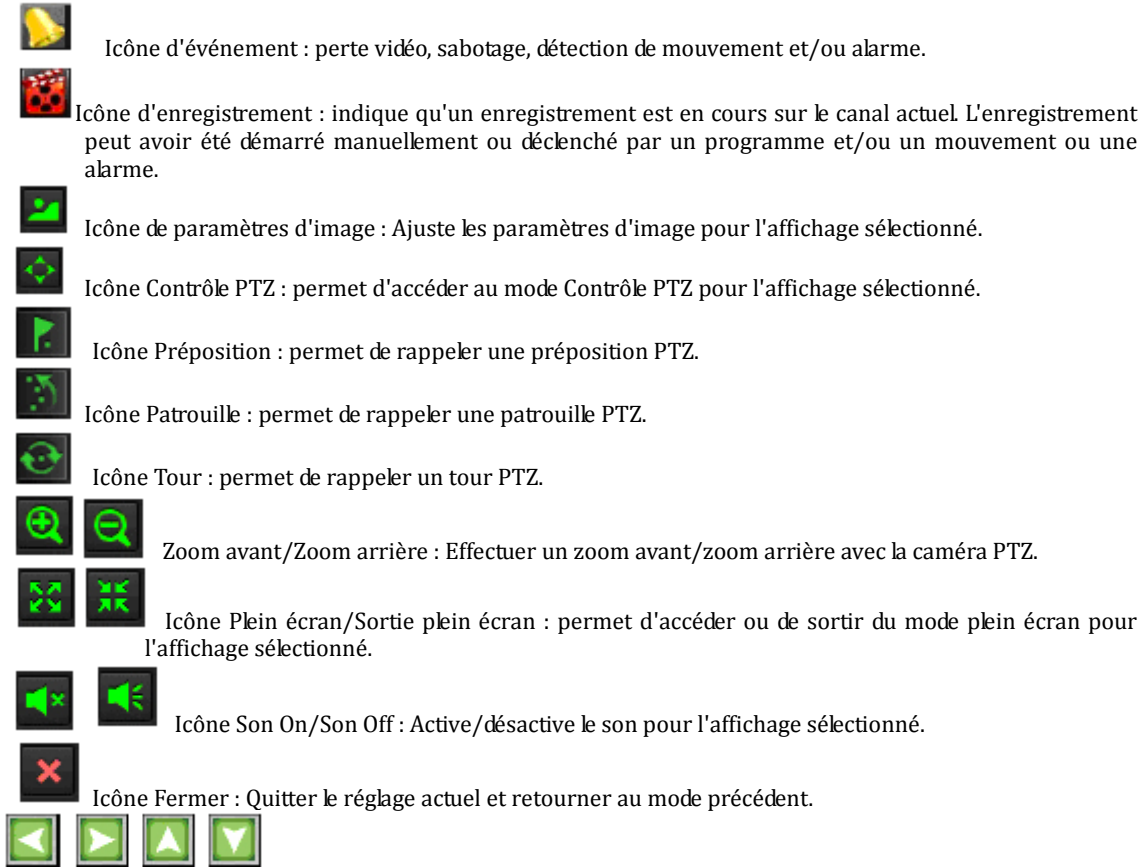 Icône d'événement : perte vidéo, sabotage, détection de mouvement et/ou alarme.
Icône d'enregistrement : indique qu'un enregistrement est en cours sur le canal actuel. L'enregistrement
peut avoir été démarré manuellement ou déclenché par un programme et/ou un mouvement ou une
alarme.
Icône de paramètres d'image : Ajuste les paramètres d'image pour l'affichage sélectionné.
Icône Contrôle PTZ : permet d'accéder au mode Contrôle PTZ pour l'affichage sélectionné.
Icône Préposition : permet de rappeler une préposition PTZ.
Icône Patrouille : permet de rappeler une patrouille PTZ.
Icône Tour : permet de rappeler un tour PTZ.
Zoom avant/Zoom arrière : Effectuer un zoom avant/zoom arrière avec la caméra PTZ.
Icône Plein écran/Sortie plein écran : permet d'accéder ou de sortir du mode plein écran pour
l'affichage sélectionné.
Icône Son On/Son Off : Active/désactive le son pour l'affichage sélectionné.
Icône Fermer : Quitter le réglage actuel et retourner au mode précédent.